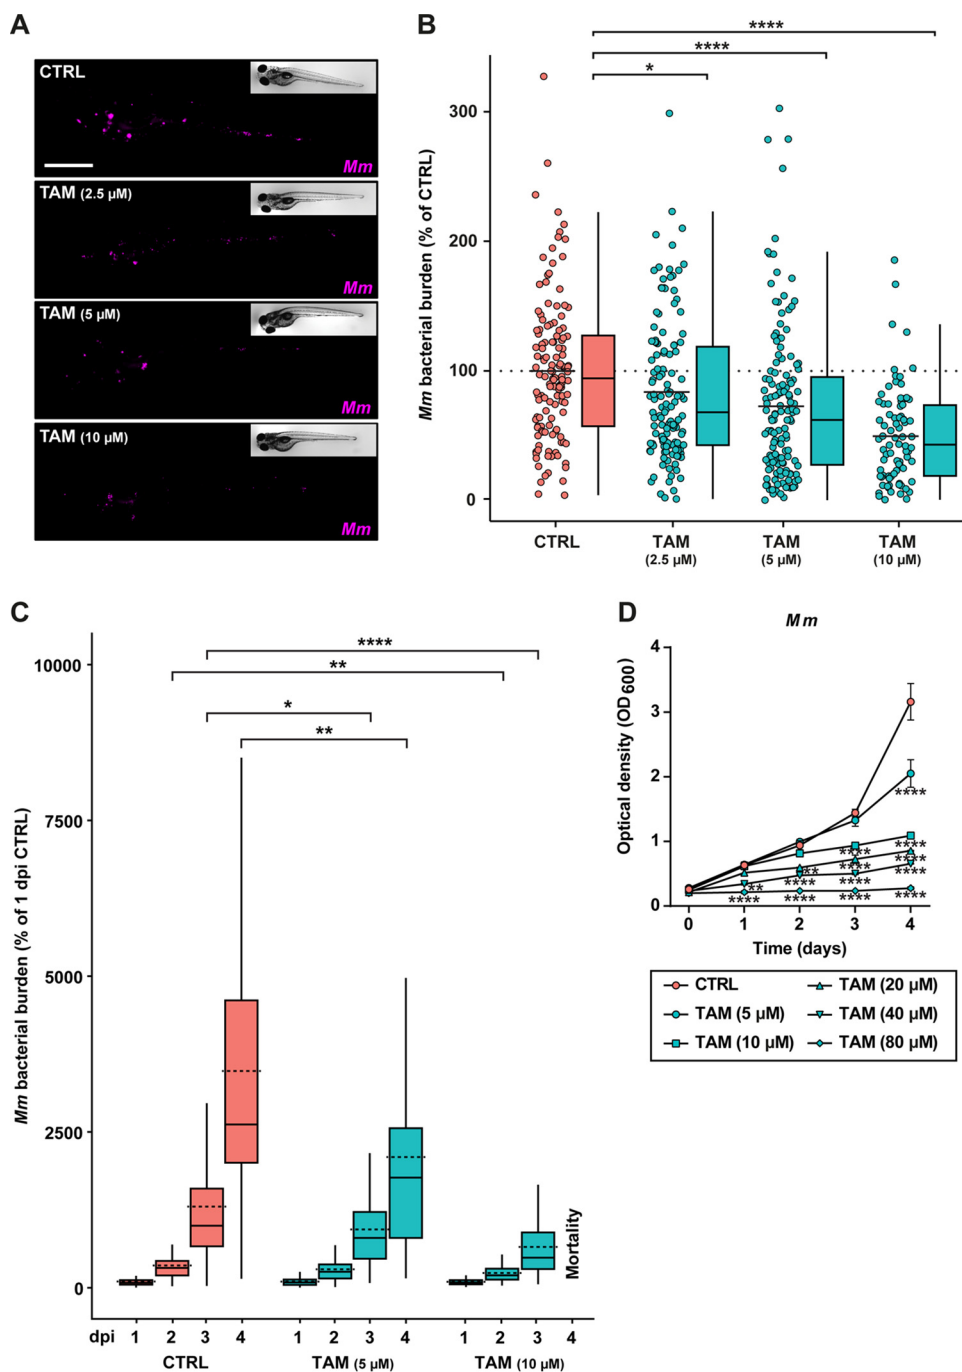 A
CTRL
Mm
TAM (2.5 µM)
Mm
TAM (5 µM)
Mm
TAM (10 µM)
Mm
B
****
****
*
Mm bacterial burden (% of CTRL)
300
200
100
0
CTRL
TAM (2.5 µM)
TAM (5 µM)
TAM (10 µM)
C
****
**
*
**
Mm bacterial burden (% of 1 dpi CTRL)
10000
7500
5000
2500
0
Mortality
dpi 1 2 3 4 1 2 3 4 1 2 3 4
CTRL TAM (5 µM) TAM (10 µM)
D
Mm
Optical density (OD600)
4
3
2
1
0
****
**** ****
** **** **** ****
** **** **** ****
**** **** **** ****
0 1 2 3 4
Time (days)
CTRL TAM (20 µM)
TAM (5 µM) TAM (40 µM)
TAM (10 µM) TAM (80 µM)